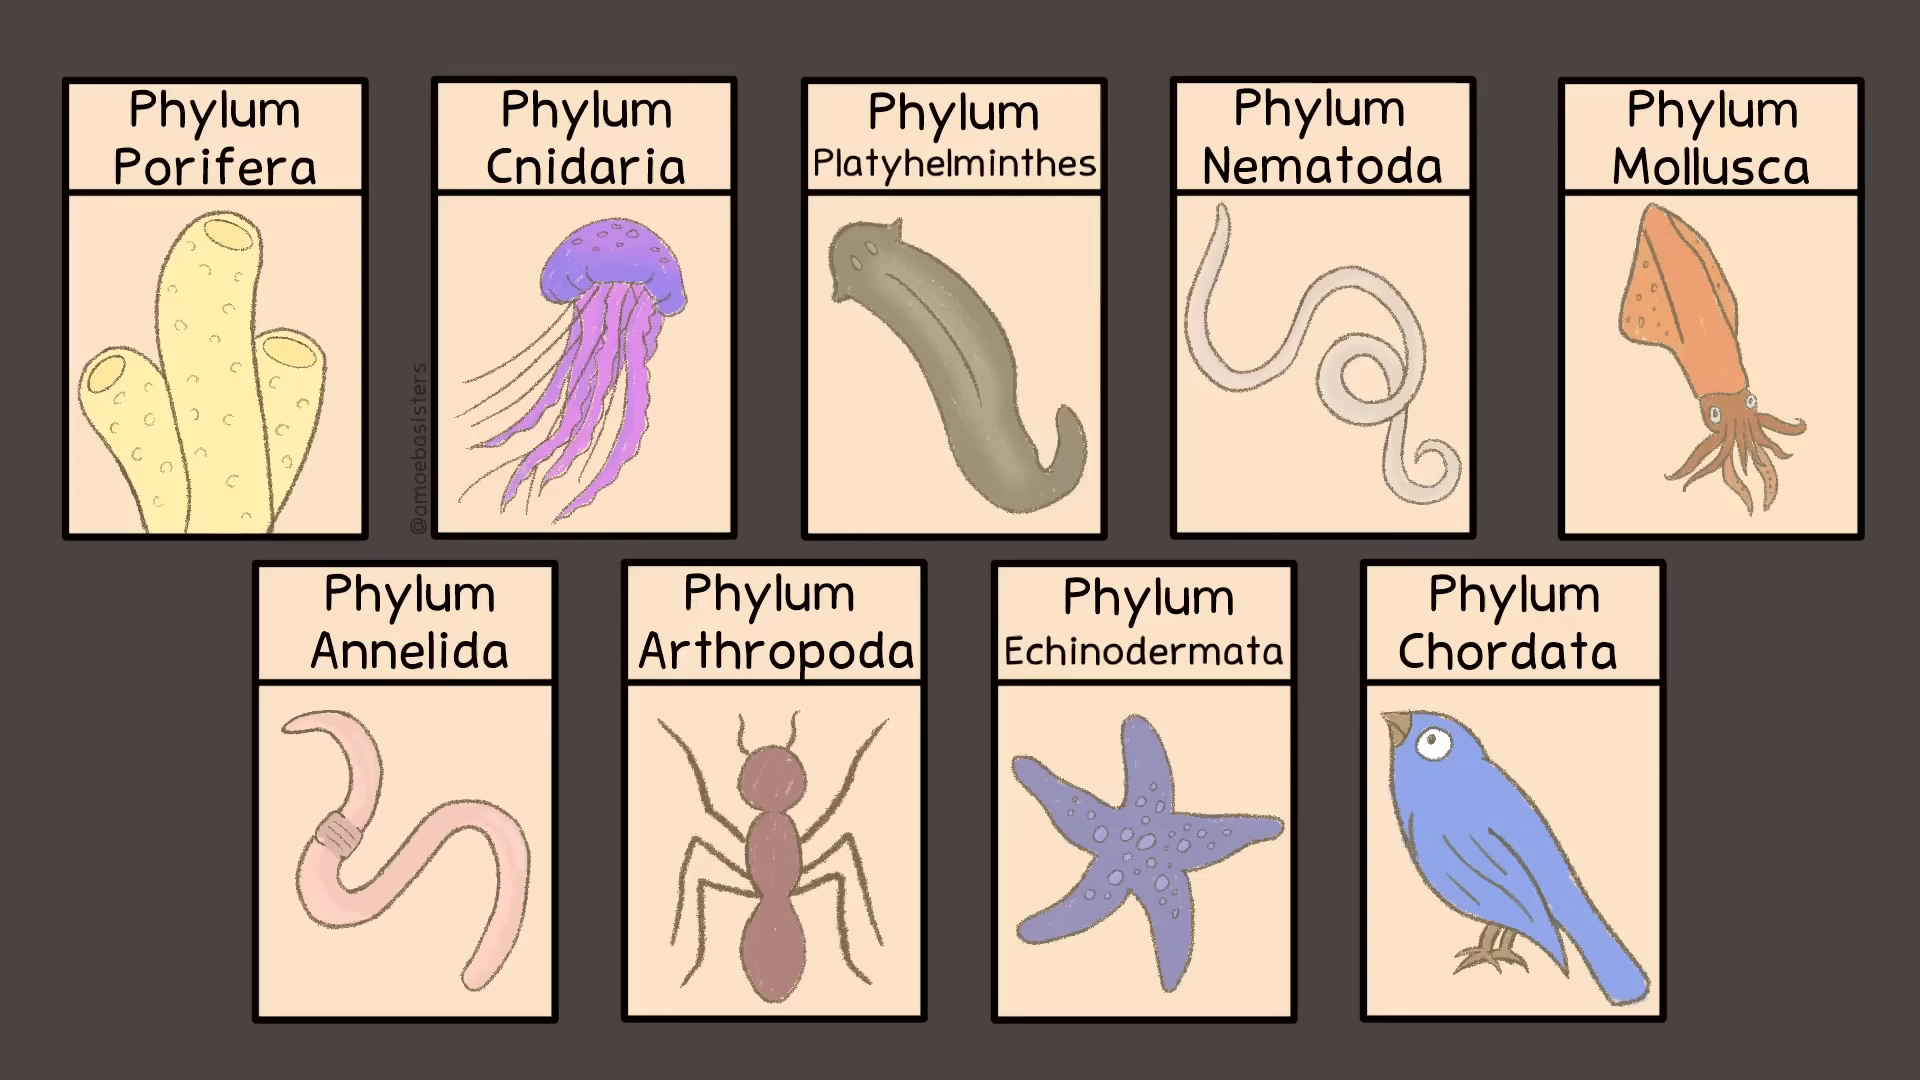 Phylum
Porifera
Phylum
Cnidaria
Phylum
Platyhelminthes
Phylum
Nematoda
Phylum
Mollusca
@amoebasisters
Phylum
Annelida
Phylum
Arthropoda
Phylum
Echinodermata
Phylum
Chordata